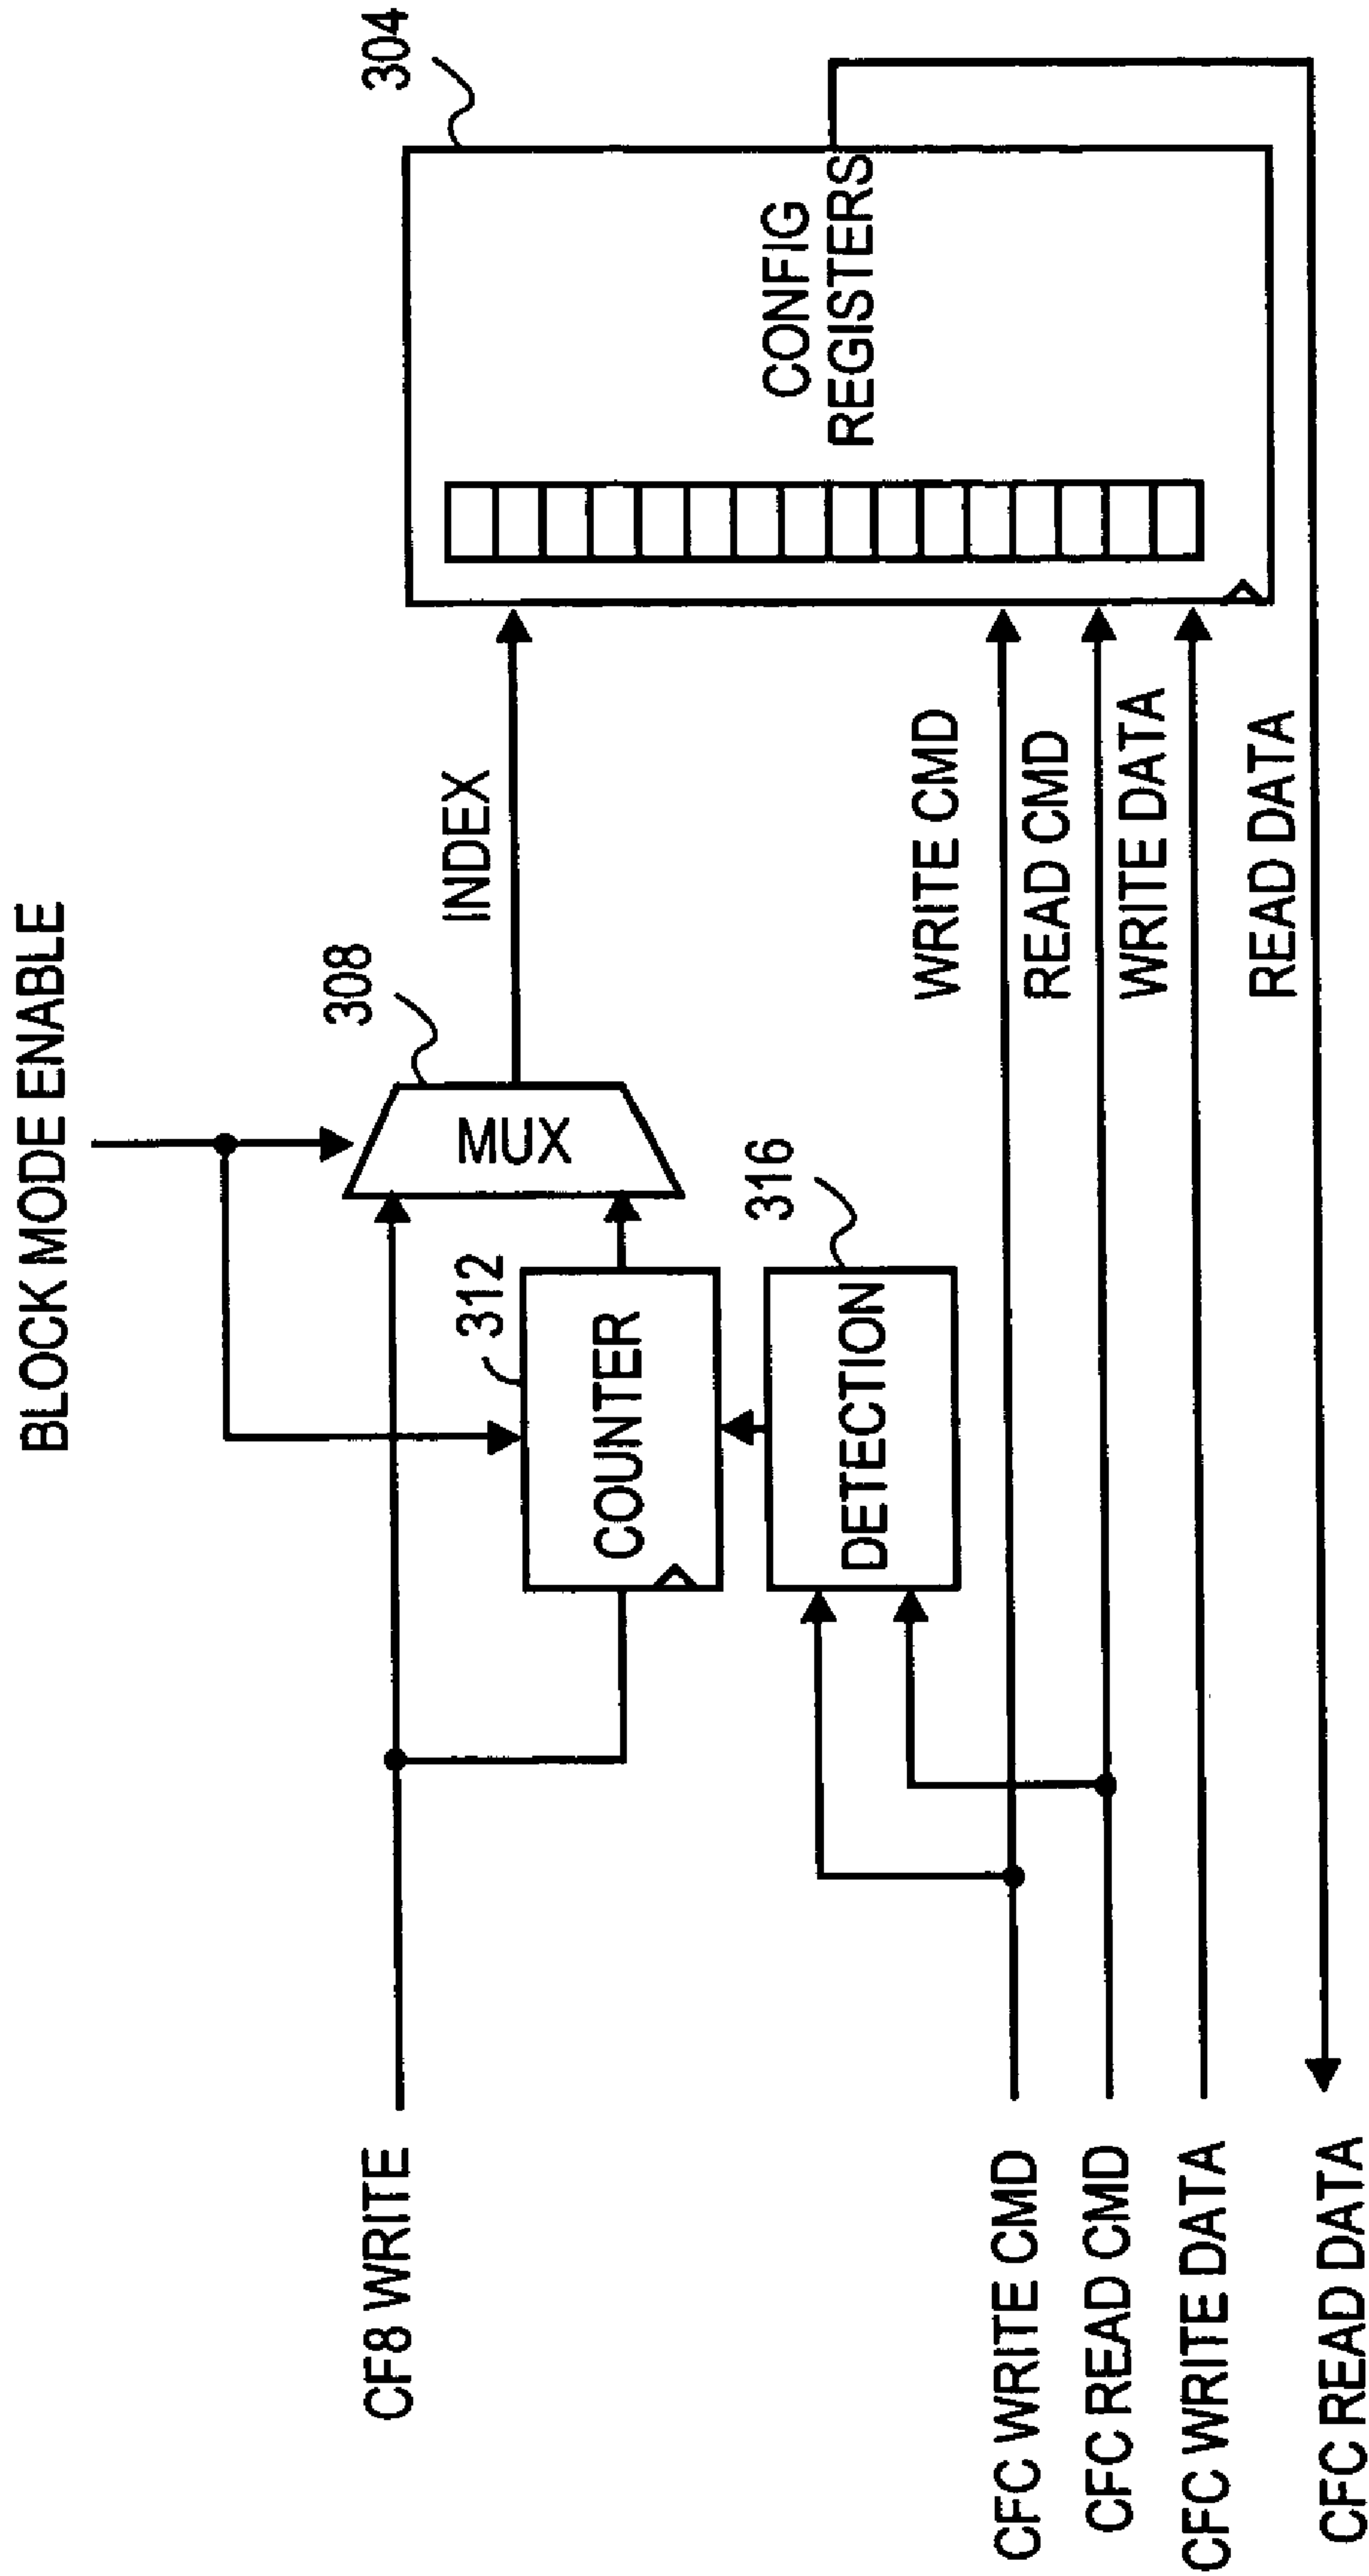 BLOCK MODE ENABLE
CF8 WRITE
312
COUNTER
308
MUX
INDEX
304
CONFIG
REGISTERS
316
DETECTION
CFC WRITE CMD
WRITE CMD
CFC READ CMD
READ CMD
CFC WRITE DATA
WRITE DATA
CFC READ DATA
READ DATA